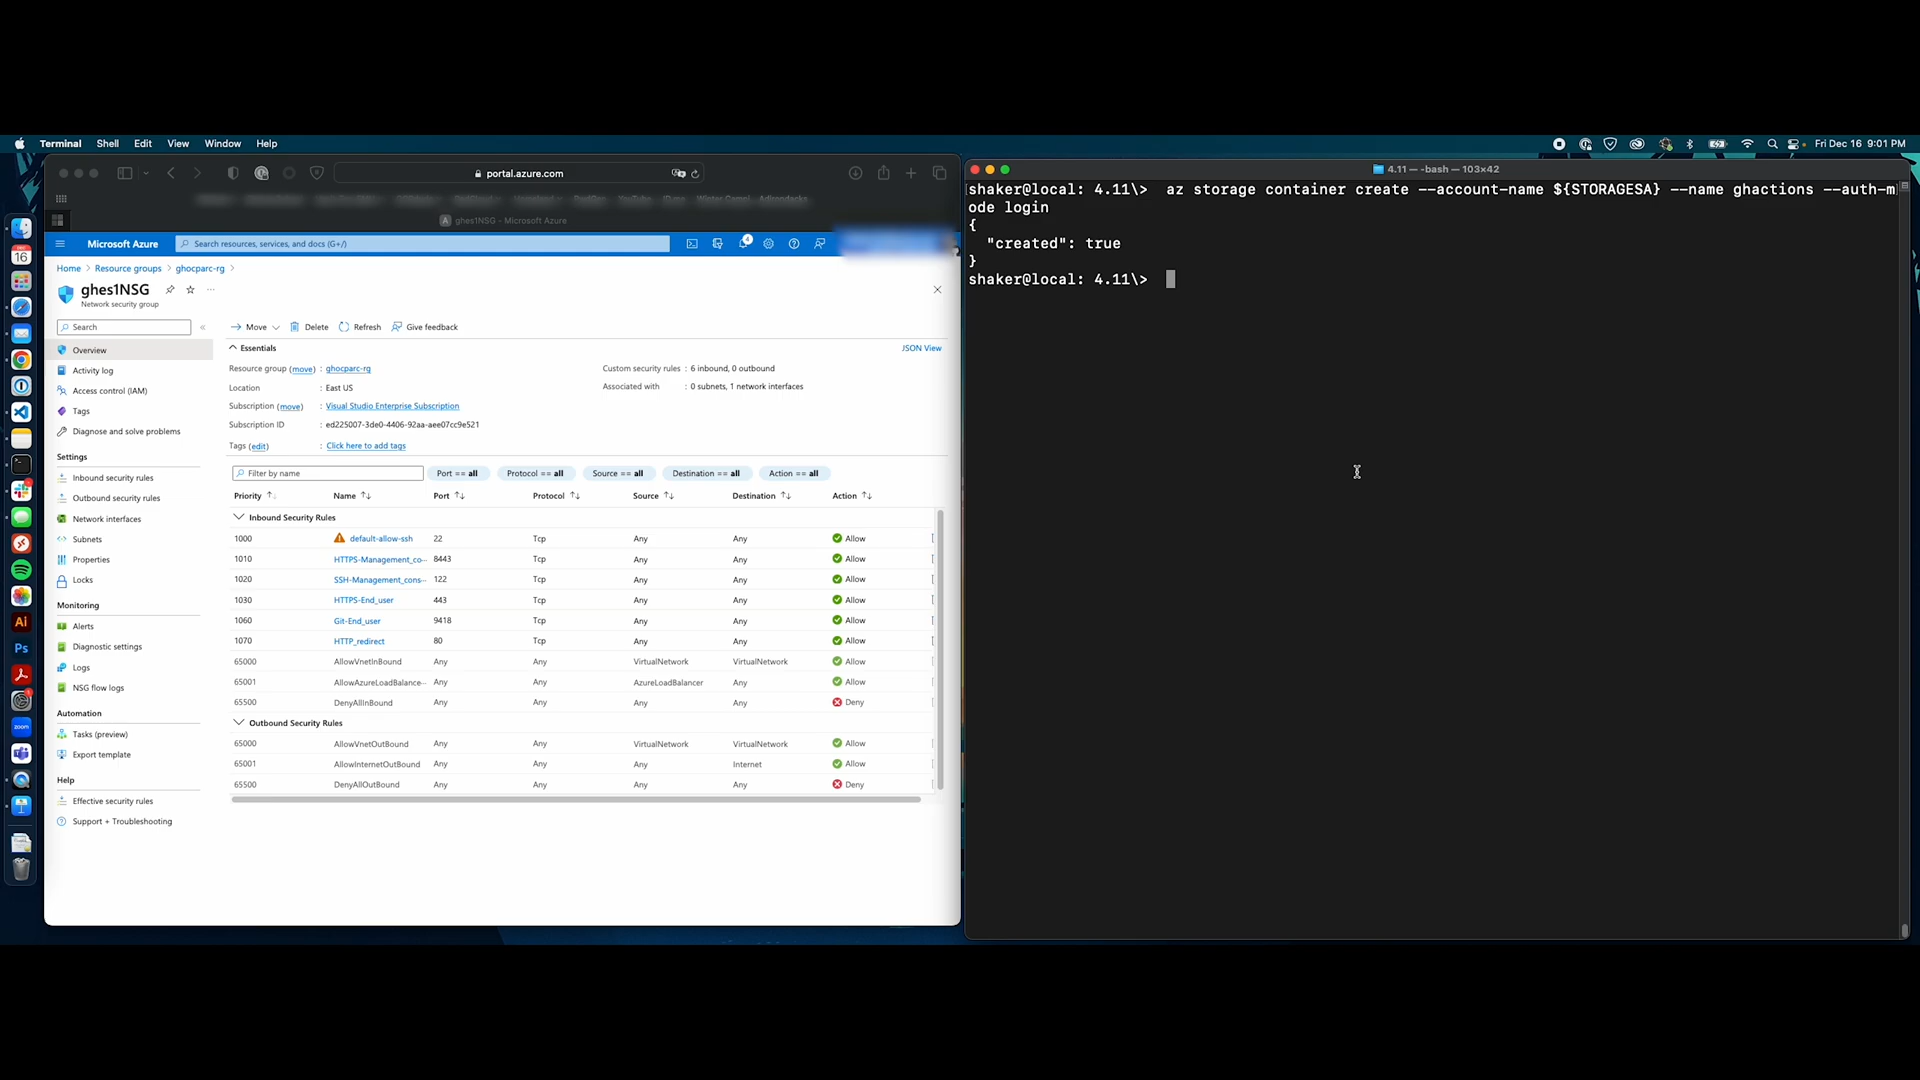 Terminal Shell Edit View Window Help
Fri Dec 16 9:01 PM
portal.azure.com
ghes1NSG - Microsoft Azure
Microsoft Azure
Search resources, services, and docs (G+/)
4
Home > Resource groups > ghocparc-rg >
ghes1NSG
Network security group
Search
Overview
Activity log
Access control (IAM)
Tags
Diagnose and solve problems
Settings
Inbound security rules
Outbound security rules
Network interfaces
Subnets
Properties
Locks
Monitoring
Alerts
Diagnostic settings
Logs
NSG flow logs
Automation
Tasks (preview)
Export template
Help
Effective security rules
Support + Troubleshooting
Move Delete Refresh Give feedback
Essentials
JSON View
Resource group (move) : ghocparc-rg
Location : East US
Subscription (move) : Visual Studio Enterprise Subscription
Subscription ID : ed225007-3de0-4406-92aa-aee07cc9e521
Tags (edit) : Click here to add tags
Custom security rules : 6 inbound, 0 outbound
Associated with : 0 subnets, 1 network interfaces
Filter by name Port == all Protocol == all Source == all Destination == all Action == all
Priority Name Port Protocol Source Destination Action
Inbound Security Rules
1000 default-allow-ssh 22 Tcp Any Any Allow
1010 HTTPS-Management_co··· 8443 Tcp Any Any Allow
1020 SSH-Management_cons··· 122 Tcp Any Any Allow
1030 HTTPS-End_user 443 Tcp Any Any Allow
1060 Git-End_user 9418 Tcp Any Any Allow
1070 HTTP_redirect 80 Tcp Any Any Allow
65000 AllowVnetInBound Any Any VirtualNetwork VirtualNetwork Allow
65001 AllowAzureLoadBalance··· Any Any AzureLoadBalancer Any Allow
65500 DenyAllInBound Any Any Any Any Deny
Outbound Security Rules
65000 AllowVnetOutBound Any Any VirtualNetwork VirtualNetwork Allow
65001 AllowInternetOutBound Any Any Any Internet Allow
65500 DenyAllOutBound Any Any Any Any Deny
DEC
16
Ai
Ps
1
zoom
4.11 — -bash — 103×42
shaker@local: 4.11\> az storage container create --account-name ${STORAGESA} --name ghactions --auth-m
ode login
{
"created": true
}
shaker@local: 4.11\>